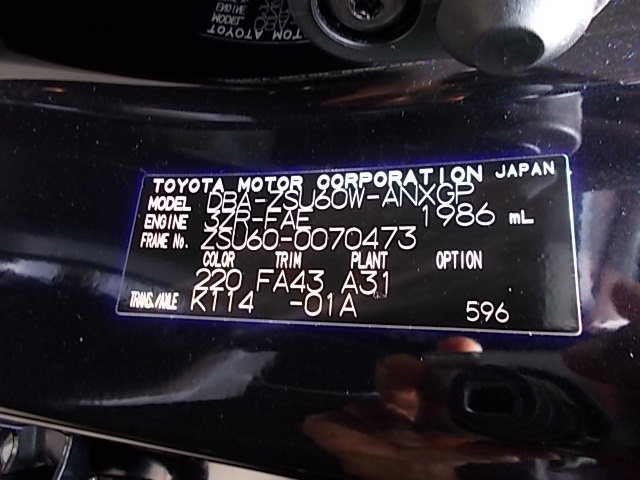 TOYOTA MOTOR CORPORATION JAPAN
MODEL DBA-ZSU60W-ANXGP
ENGINE 3ZR-FAE 1986 mL
FRAME No. ZSU60-0070473
COLOR TRIM PLANT OPTION
220 FA43 A31
TRANS./AXLE K114 -01A 596